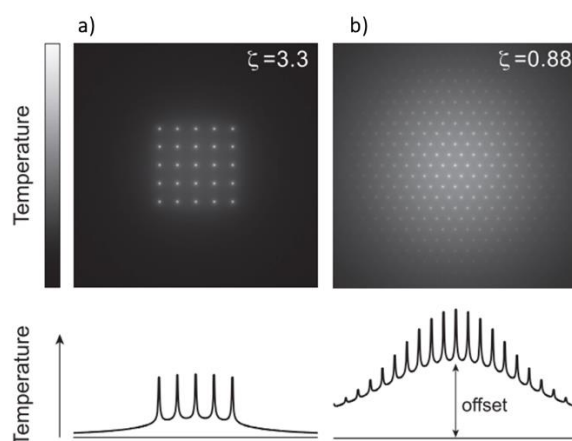 a)
b)
ζ=3.3
ζ=0.88
Temperature
Temperature
offset